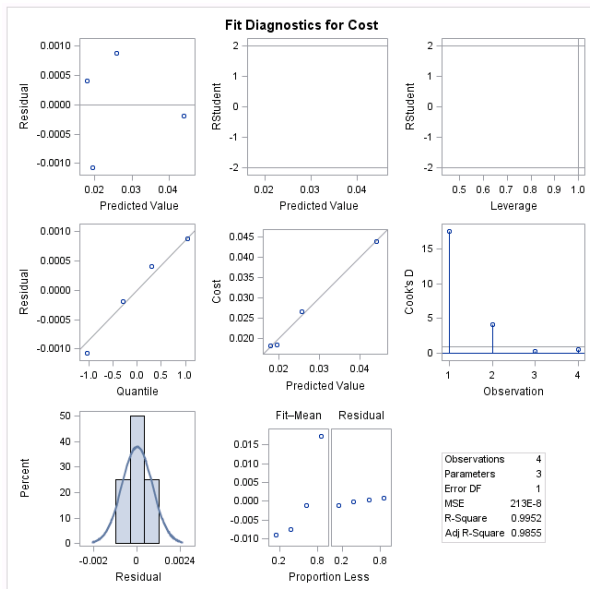 Fit Diagnostics for Cost
Residual
0.0010
0.0005
0.0000
-0.0005
-0.0010
0.02 0.03 0.04
Predicted Value
RStudent
2
1
0
-1
-2
0.02 0.03 0.04
Predicted Value
RStudent
2
1
0
-1
-2
0.5 0.6 0.7 0.8 0.9 1.0
Leverage
Residual
0.0010
0.0005
0.0000
-0.0005
-0.0010
-1.0 -0.5 0.0 0.5 1.0
Quantile
Cost
0.045
0.040
0.035
0.030
0.025
0.020
0.02 0.03 0.04
Predicted Value
Cook's D
15
10
5
0
1 2 3 4
Observation
Percent
50
40
30
20
10
0
-0.002 0 0.0024
Residual
Fit–Mean Residual
0.015
0.010
0.005
0.000
-0.005
-0.010
0.2 0.8 0.2 0.8
Proportion Less
Observations 4
Parameters 3
Error DF 1
MSE 213E-8
R-Square 0.9952
Adj R-Square 0.9855